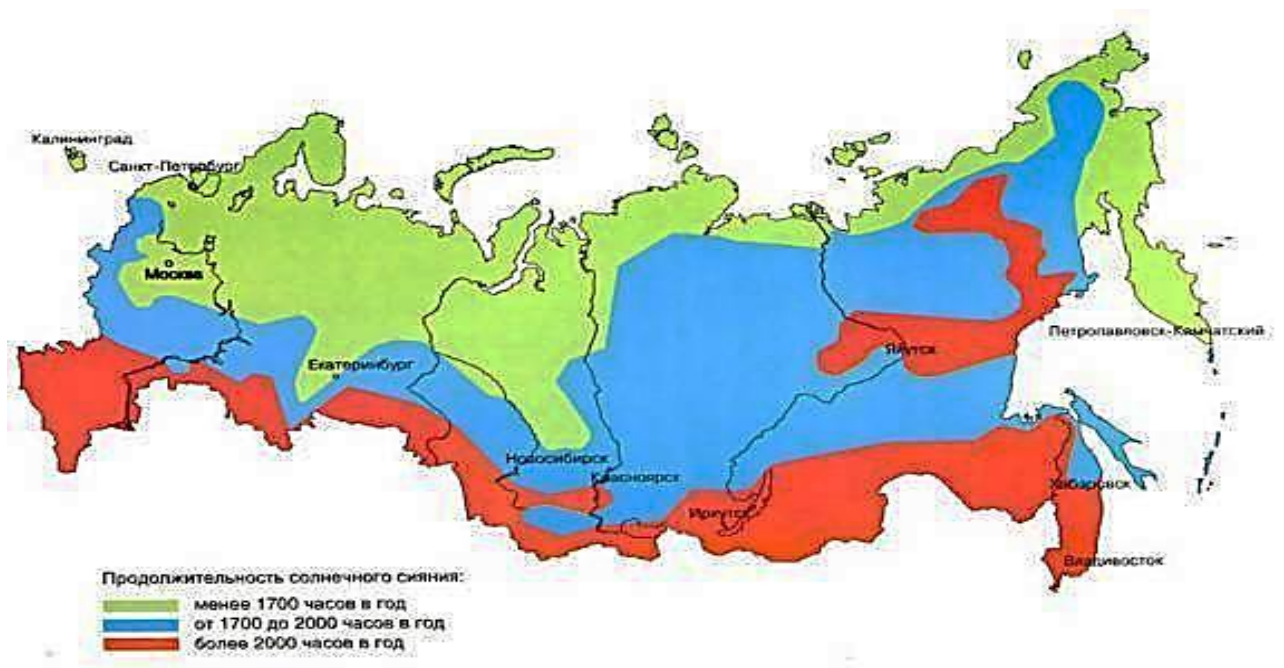 Калининград
Санкт-Петербург
Москва
Екатеринбург
Новосибирск
Красноярск
Иркутск
Якутск
Петропавловск-Камчатский
Хабаровск
Владивосток
Продолжительность солнечного сияния:
менее 1700 часов в год
от 1700 до 2000 часов в год
более 2000 часов в год